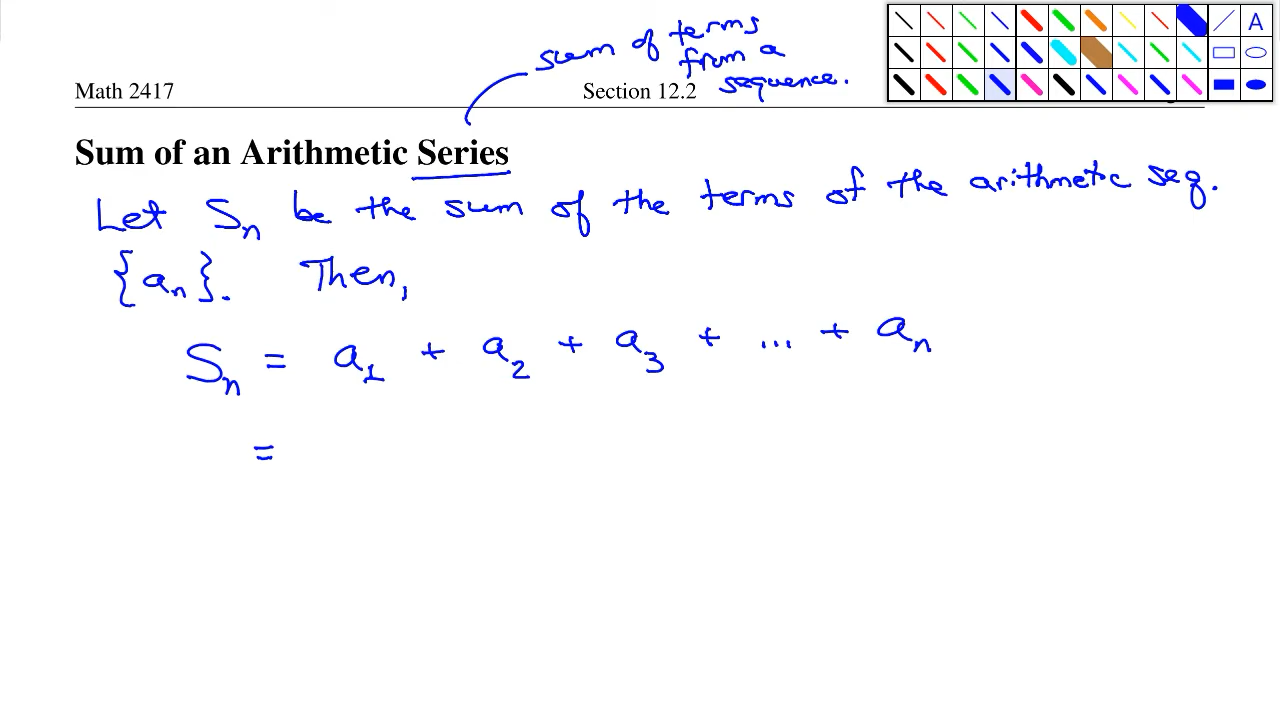 sum of terms
from a
sequence.
Math 2417 Section 12.2
Sum of an Arithmetic Series
Let Sₙ be the sum of the terms of the arithmetic seq.
{aₙ}. Then,
Sₙ = a₁ + a₂ + a₃ + ... + aₙ
=
A